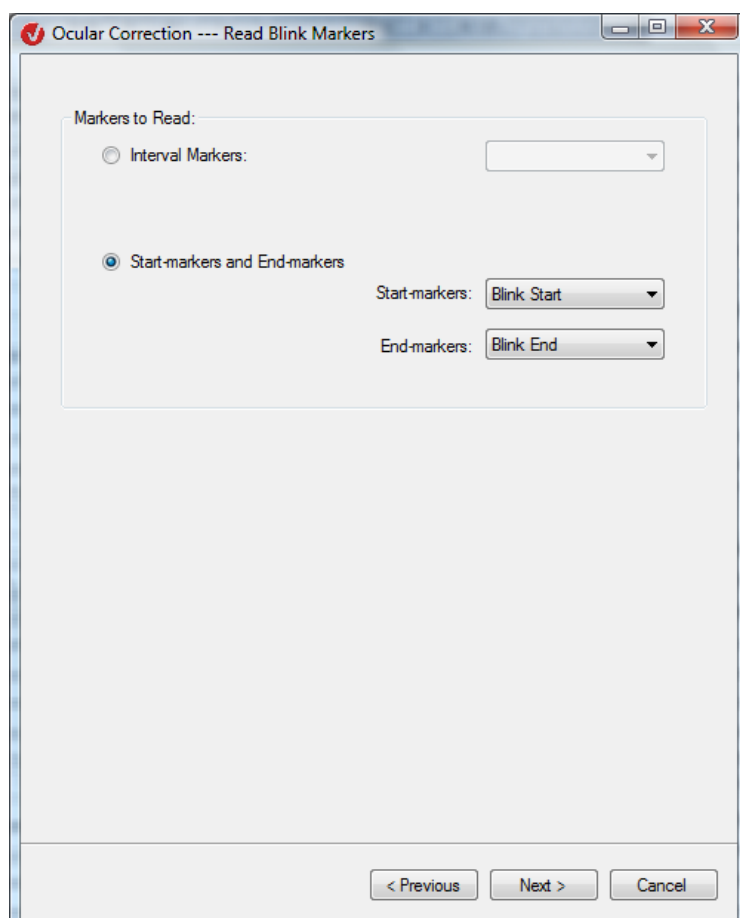 Ocular Correction --- Read Blink Markers
Markers to Read:
Interval Markers:
Start-markers and End-markers
Start-markers: Blink Start
End-markers: Blink End
< Previous Next > Cancel